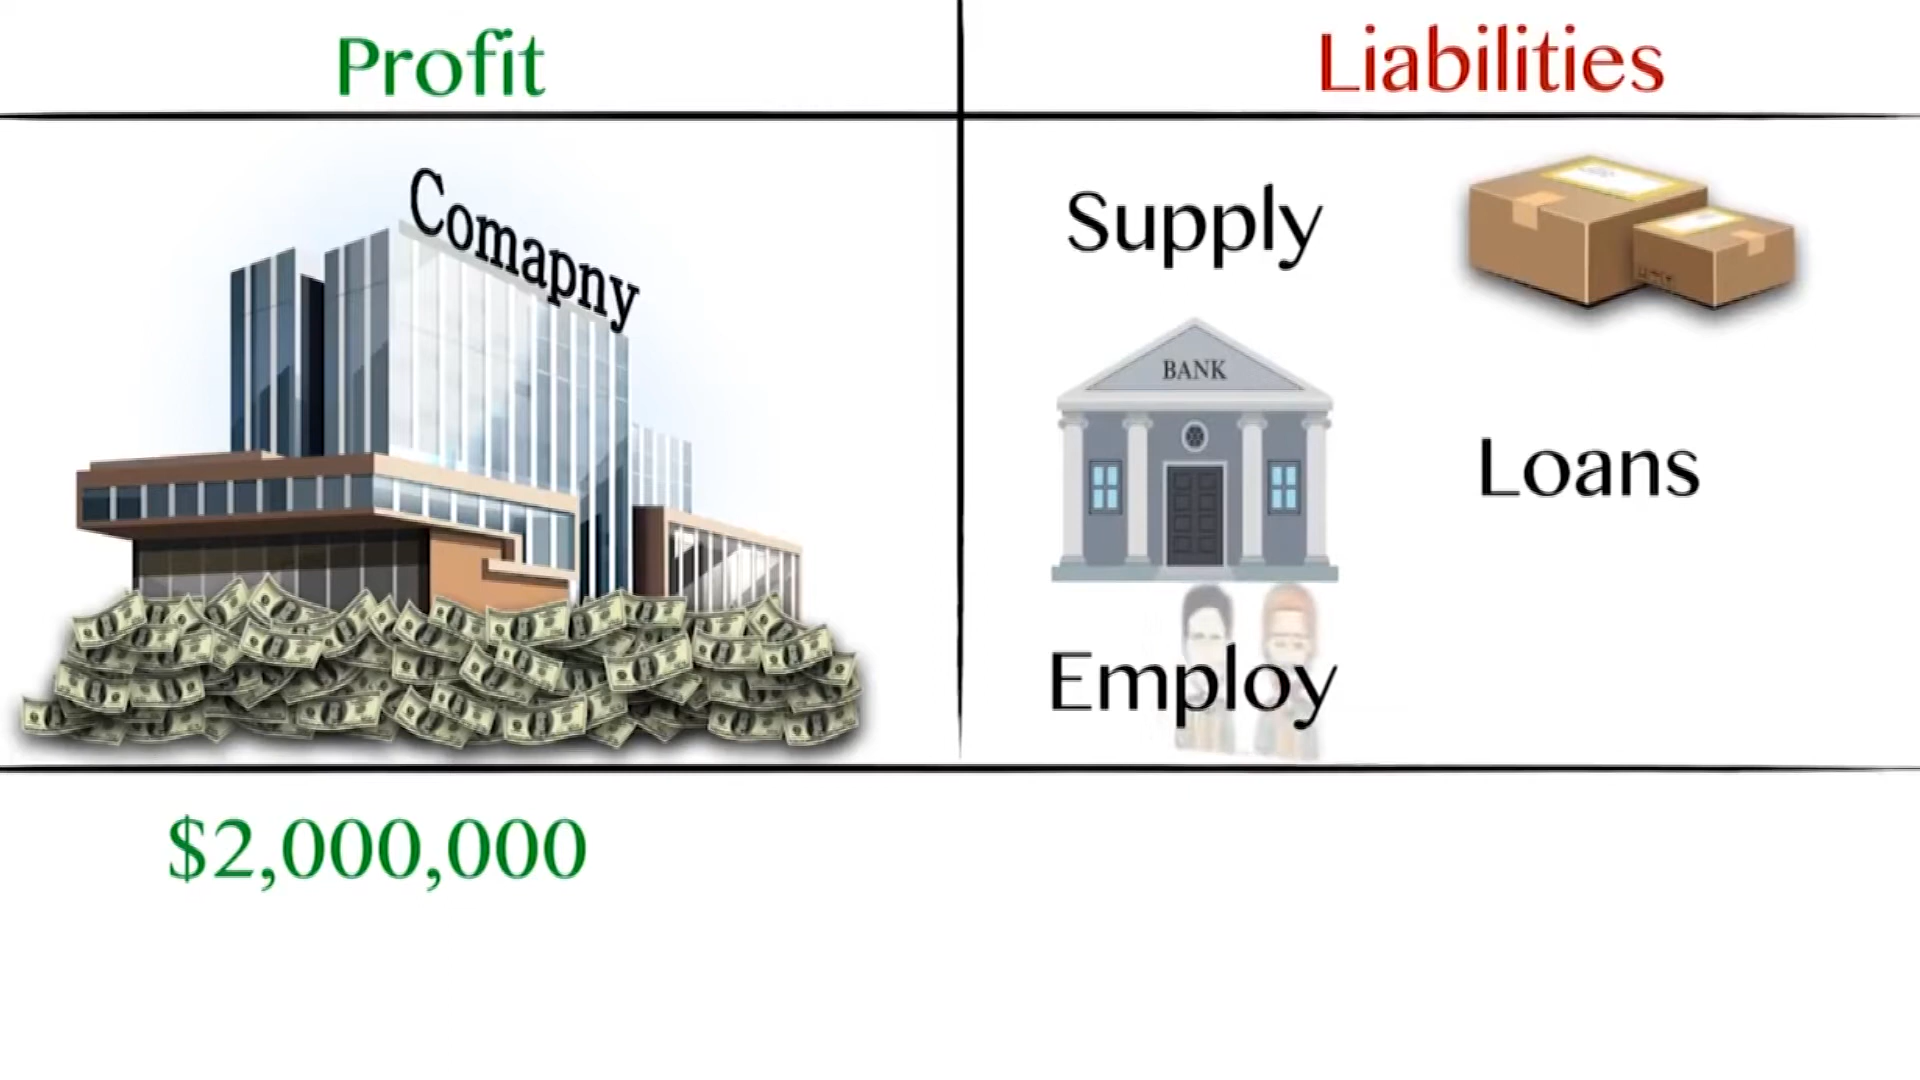 Profit
Liabilities
Comapny
Supply
BANK
Loans
Employ
$2,000,000